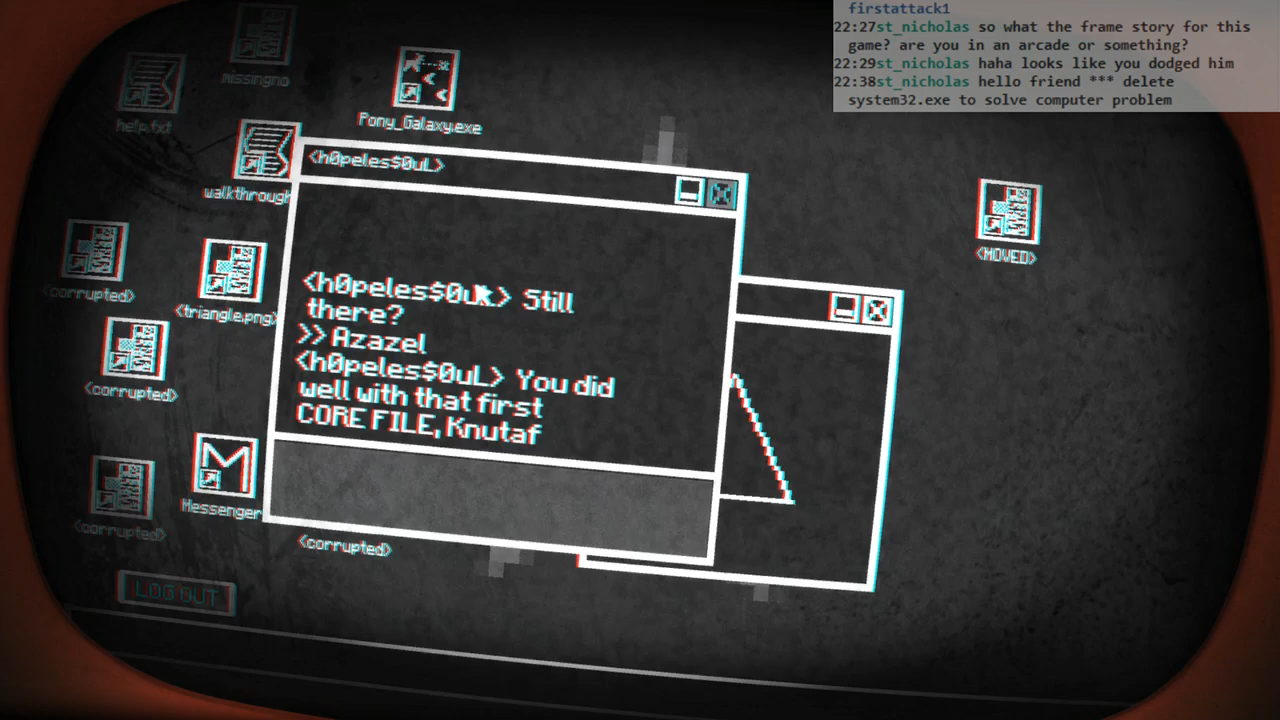 firstattack1
22:27st_nicholas so what the frame story for this
game? are you in an arcade or something?
22:29st_nicholas haha looks like you dodged him
22:38st_nicholas hello friend *** delete
system32.exe to solve computer problem
missingno
help.txt
Pony_Galaxy.exe
walkthrough
<corrupted>
<triangle.png>
<corrupted>
Messenger
<corrupted>
<corrupted>
LOG OUT
<MOVED>
<h0peles$0uL>
<h0peles$0uL> Still
there?
>> Azazel
<h0peles$0uL> You did
well with that first
CORE FILE, Knutaf